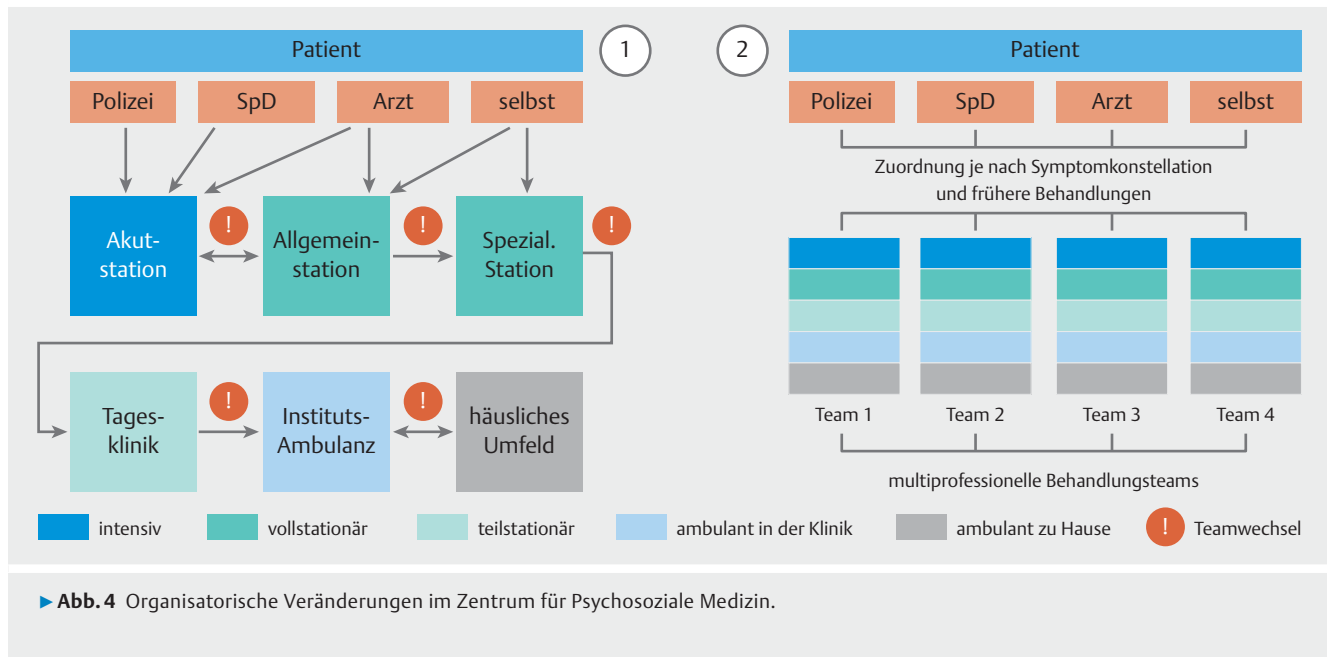 Patient
1
Polizei
SpD
Arzt
selbst
Akut-
station
!
Allgemein-
station
!
Spezial.
Station
!
Tages-
klinik
!
Instituts-
Ambulanz
!
häusliches
Umfeld
2
Patient
Polizei
SpD
Arzt
selbst
Zuordnung je nach Symptomkonstellation
und frühere Behandlungen
Team 1
Team 2
Team 3
Team 4
multiprofessionelle Behandlungsteams
intensiv
vollstationär
teilstationär
ambulant in der Klinik
ambulant zu Hause
! Teamwechsel
▶ Abb. 4 Organisatorische Veränderungen im Zentrum für Psychosoziale Medizin.